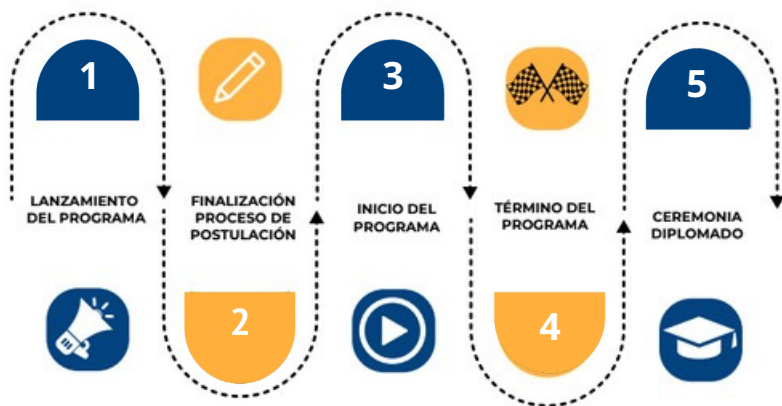 1
LANZAMIENTO
DEL PROGRAMA
2
FINALIZACIÓN
PROCESO DE
POSTULACIÓN
3
INICIO DEL
PROGRAMA
4
TÉRMINO DEL
PROGRAMA
5
CEREMONIA
DIPLOMADO